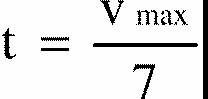 t = V max / 7